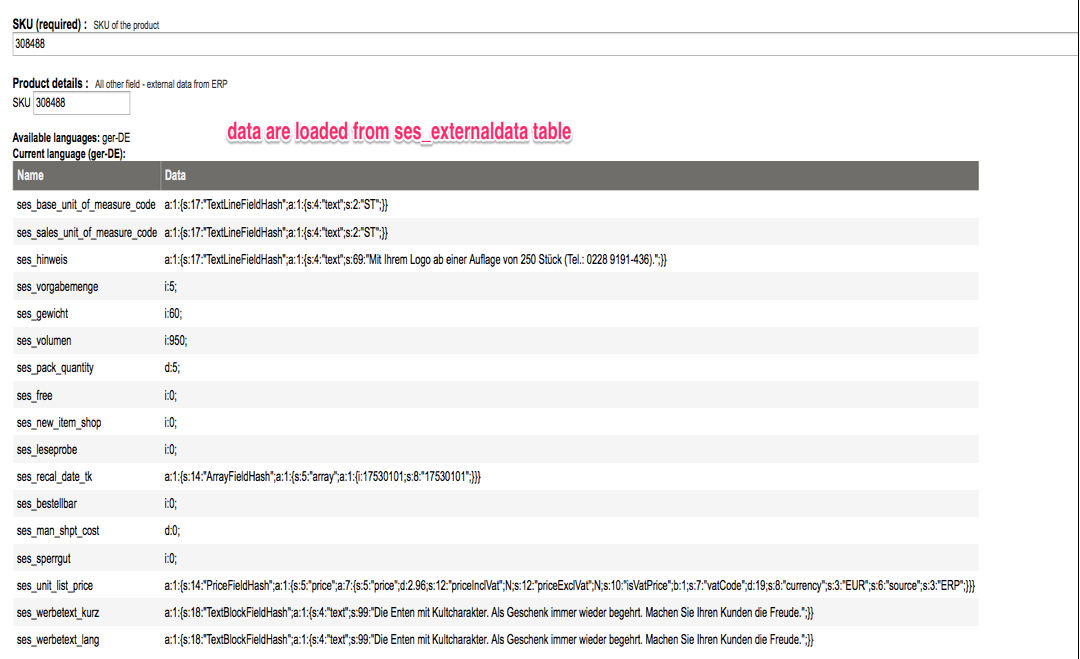 SKU (required) : SKU of the product
308488
Product details : All other field - external data from ERP
SKU 308488
data are loaded from ses_externaldata table
Available languages: ger-DE
Current language (ger-DE):
Name Data
ses_base_unit_of_measure_code a:1:{s:17:"TextLineFieldHash";a:1:{s:4:"text";s:2:"ST";}}
ses_sales_unit_of_measure_code a:1:{s:17:"TextLineFieldHash";a:1:{s:4:"text";s:2:"ST";}}
ses_hinweis a:1:{s:17:"TextLineFieldHash";a:1:{s:4:"text";s:69:"Mit Ihrem Logo ab einer Auflage von 250 Stück (Tel.: 0228 9191-436).";}}
ses_vorgabemenge i:5;
ses_gewicht i:60;
ses_volumen i:950;
ses_pack_quantity d:5;
ses_free i:0;
ses_new_item_shop i:0;
ses_leseprobe i:0;
ses_recal_date_tk a:1:{s:14:"ArrayFieldHash";a:1:{s:5:"array";a:1:{i:17530101;s:8:"17530101";}}}
ses_bestellbar i:0;
ses_man_shpt_cost d:0;
ses_sperrgut i:0;
ses_unit_list_price a:1:{s:14:"PriceFieldHash";a:1:{s:5:"price";a:7:{s:5:"price";d:2.96;s:12:"priceInclVat";N;s:12:"priceExclVat";N;s:10:"isVatPrice";b:1;s:7:"vatCode";d:19;s:8:"currency";s:3:"EUR";s:6:"source";s:3:"ERP";}}}
ses_werbetext_kurz a:1:{s:18:"TextBlockFieldHash";a:1:{s:4:"text";s:99:"Die Enten mit Kultcharakter. Als Geschenk immer wieder begehrt. Machen Sie Ihren Kunden die Freude.";}}
ses_werbetext_lang a:1:{s:18:"TextBlockFieldHash";a:1:{s:4:"text";s:99:"Die Enten mit Kultcharakter. Als Geschenk immer wieder begehrt. Machen Sie Ihren Kunden die Freude.";}}